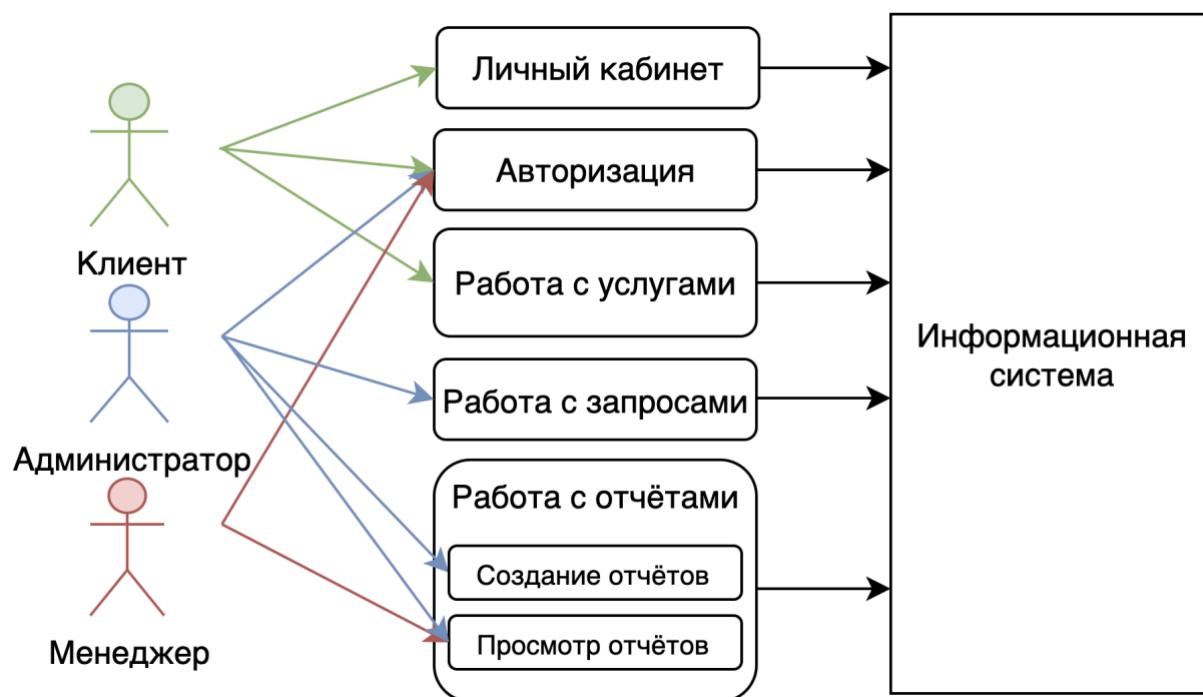 Личный кабинет
Авторизация
Работа с услугами
Работа с запросами
Работа с отчётами
Создание отчётов
Просмотр отчётов
Клиент
Администратор
Менеджер
Информационная
система